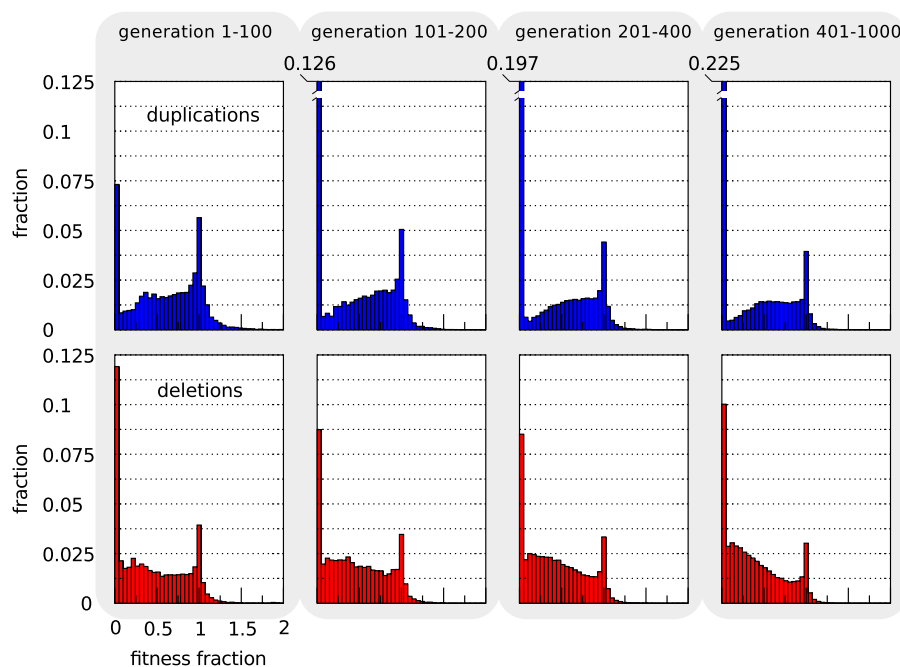 generation 1-100 generation 101-200 generation 201-400 generation 401-1000
0.126 0.197 0.225
0.125
duplications
0.1
0.075
0.05
0.025
0
fraction
0.125
deletions
0.1
0.075
0.05
0.025
0
fraction
0 0.5 1 1.5 2
fitness fraction